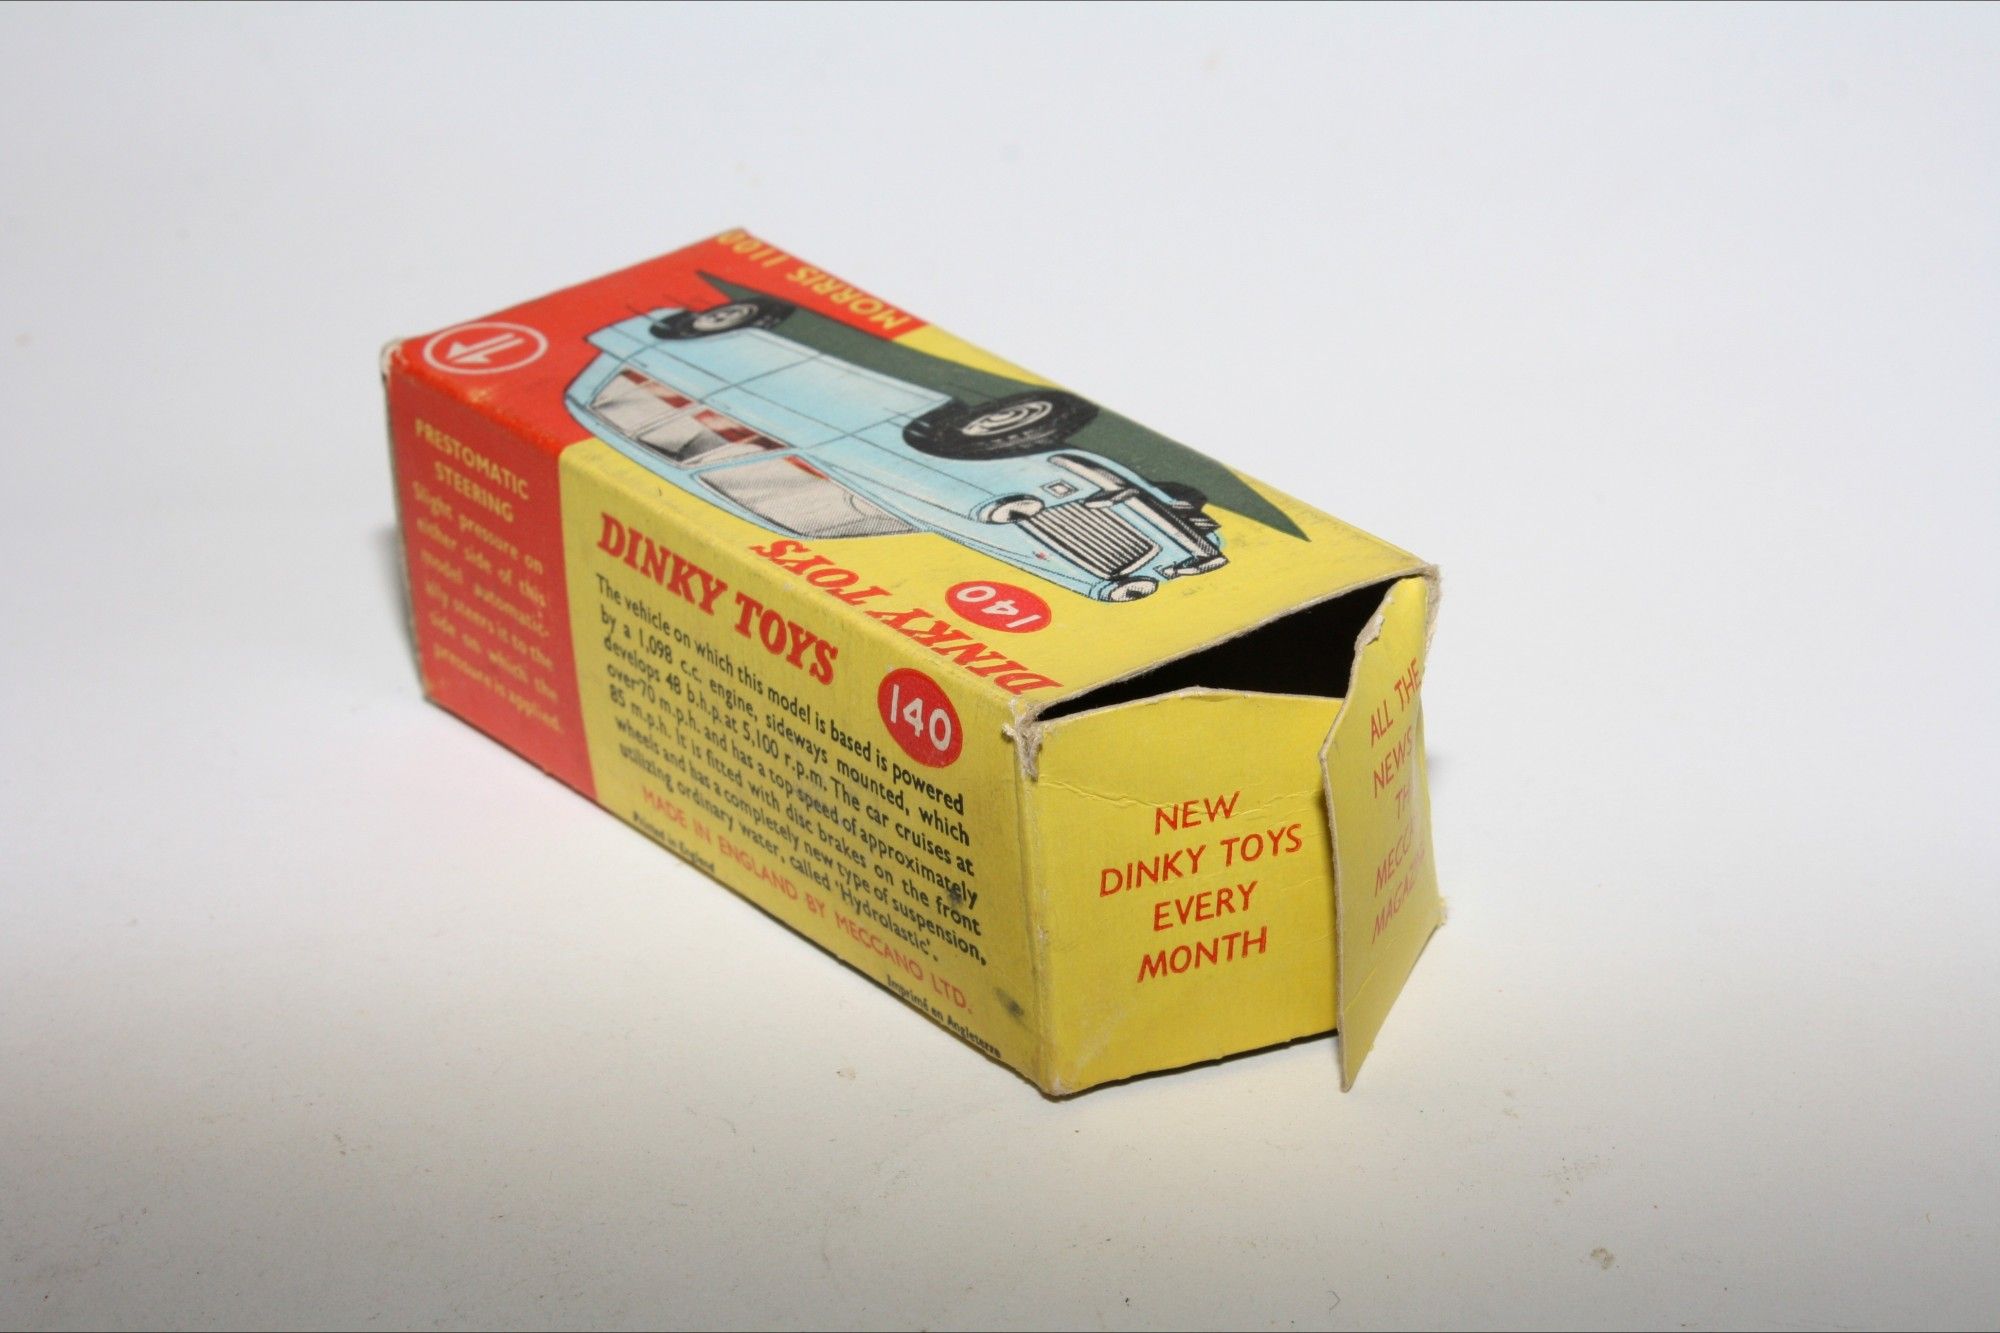 MORRIS 1100
DINKY TOYS
140
PRESTOMATIC
STEERING
Slight pressure on
either side of this
model automatic-
ally steers it to the
side on which the
pressure is applied.
DINKY TOYS
140
The vehicle on which this model is based is powered
by a 1,098 c.c. engine, sideways mounted, which
develops 48 b.h.p. at 5,100 r.p.m. The car cruises at
over 70 m.p.h. and has a top speed of approximately
85 m.p.h. It is fitted with disc brakes on the front
wheels and has a completely new type of suspension,
utilizing ordinary water, called 'Hydrolastic'.
MADE IN ENGLAND BY MECCANO LTD.
Printed in England
Imprimé en Angleterre
NEW
DINKY TOYS
EVERY
MONTH
ALL THE
NEWS
TH
MECC
MAGAZ